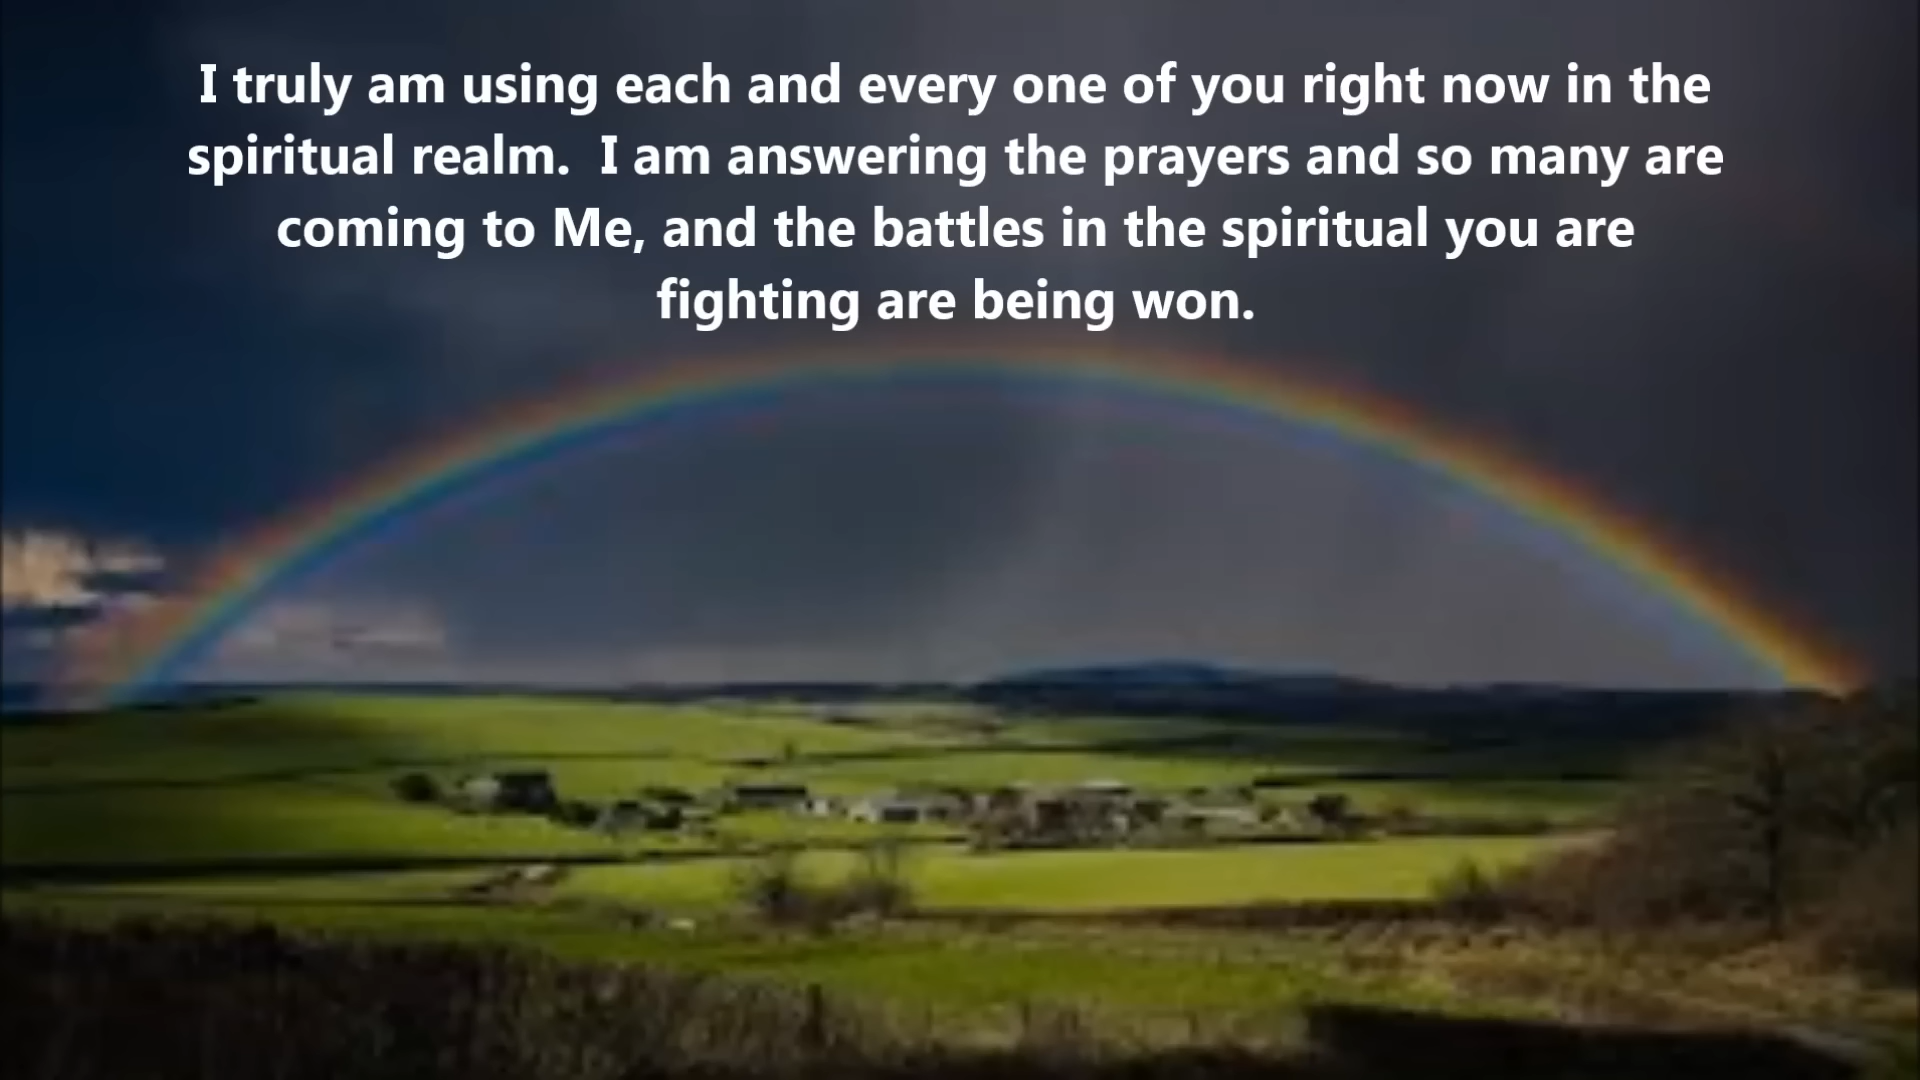 I truly am using each and every one of you right now in the
spiritual realm.  I am answering the prayers and so many are
coming to Me, and the battles in the spiritual you are
fighting are being won.